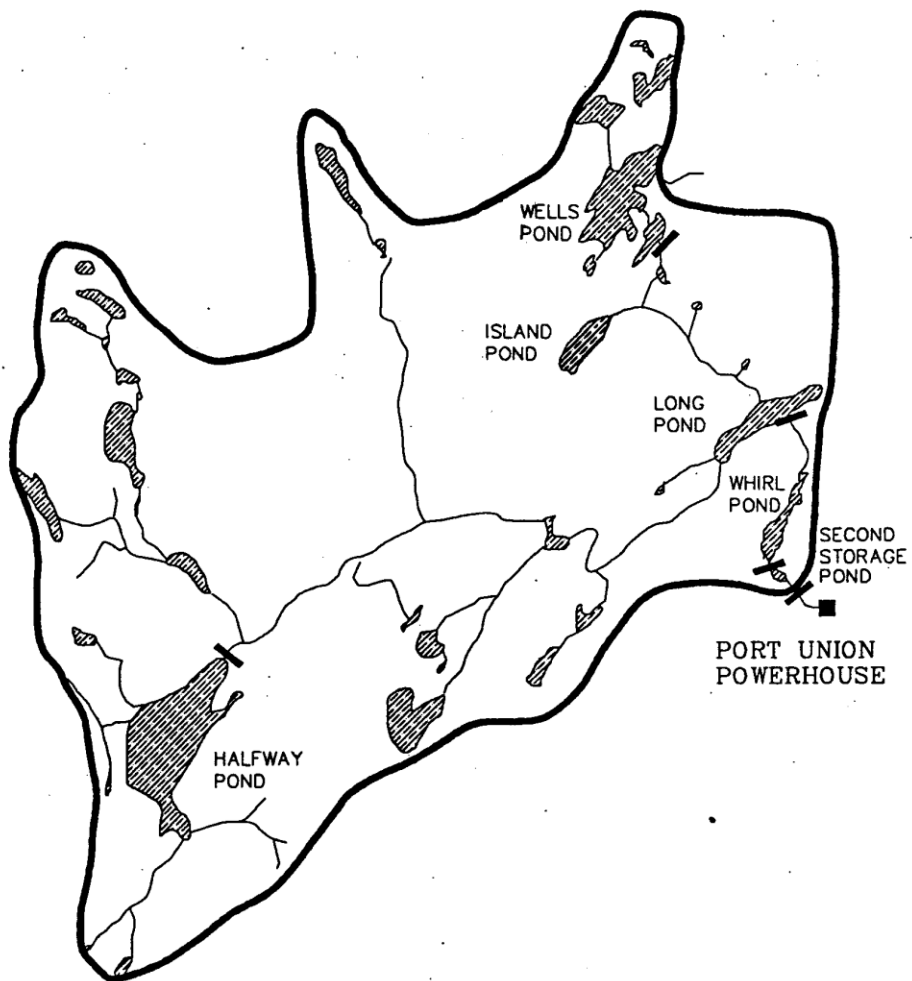 WELLS
POND
ISLAND
POND
LONG
POND
WHIRL
POND
SECOND
STORAGE
POND
PORT UNION
POWERHOUSE
HALFWAY
POND